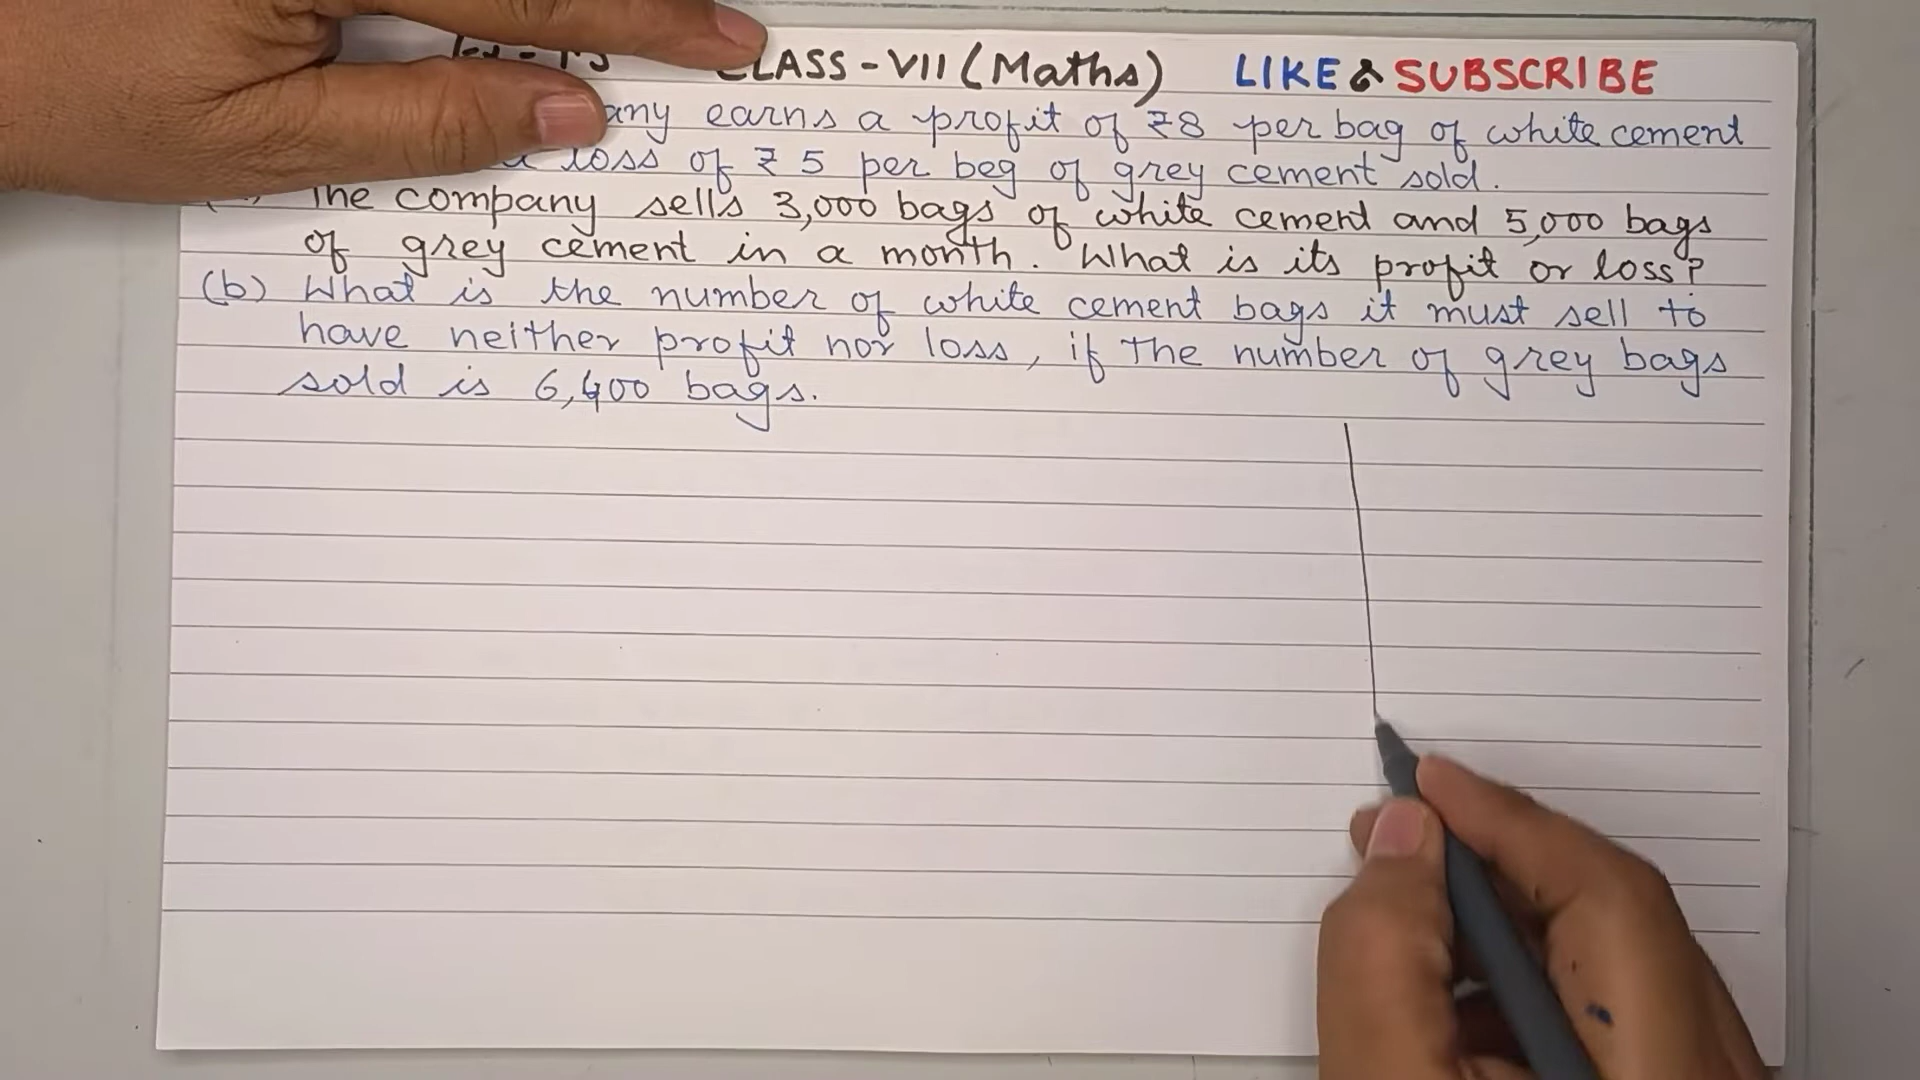 CLASS - VII (Maths) LIKE & SUBSCRIBE
any earns a profit of ₹8 per bag of white cement
loss of ₹ 5 per beg of grey cement sold.
The company sells 3,000 bags of white cement and 5,000 bags
of grey cement in a month. What is its profit or loss?
(b) What is the number of white cement bags it must sell to
have neither profit nor loss, if the number of grey bags
sold is 6,400 bags.